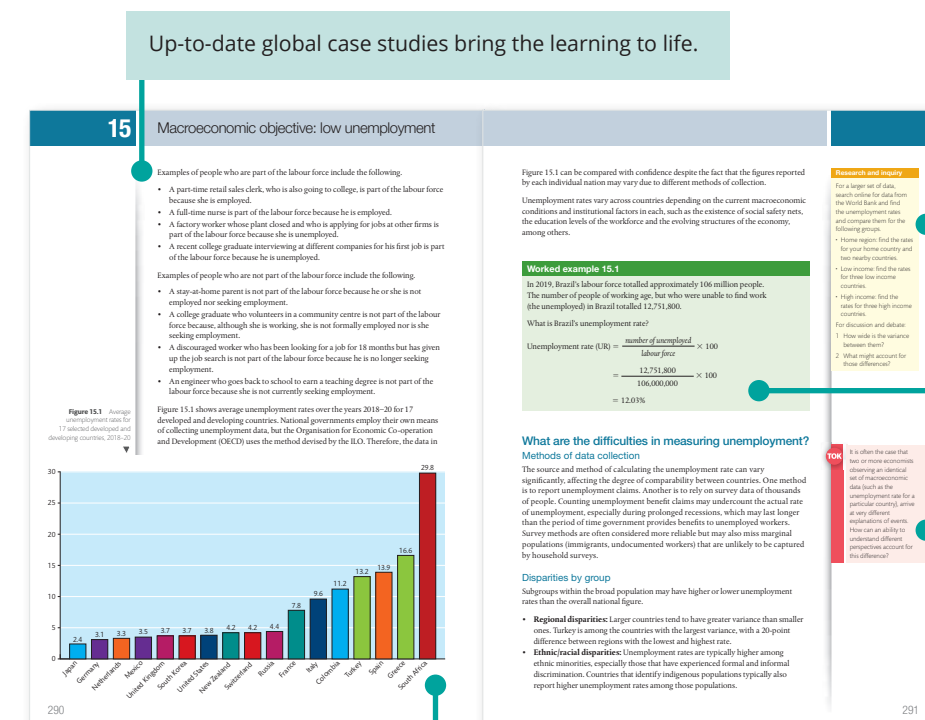 Up-to-date global case studies bring the learning to life.
15
Macroeconomic objective: low unemployment
Examples of people who are part of the labour force include the following.
• A part-time retail sales clerk, who is also going to college, is part of the labour force
because she is employed.
• A full-time nurse is part of the labour force because he is employed.
• A factory worker whose plant closed and who is applying for jobs at other firms is
part of the labour force because she is unemployed.
• A recent college graduate interviewing at different companies for his first job is part
of the labour force because he is unemployed.
Examples of people who are not part of the labour force include the following.
• A stay-at-home parent is not part of the labour force because he or she is not
employed nor seeking employment.
• A college graduate who volunteers in a community centre is not part of the labour
force because, although she is working, she is not formally employed nor is she
seeking employment.
• A discouraged worker who has been looking for a job for 18 months but has given
up the job search is not part of the labour force because he is no longer seeking
employment.
• An engineer who goes back to school to earn a teaching degree is not part of the
labour force because she is not currently seeking employment.
Figure 15.1 shows average unemployment rates over the years 2018–20 for 17
developed and developing countries. National governments employ their own means
of collecting unemployment data, but the Organisation for Economic Co-operation
and Development (OECD) uses the method devised by the ILO. Therefore, the data in
Figure 15.1 Average
unemployment rates for
17 selected developed and
developing countries, 2018–20
30
25
20
15
10
5
0
2.4
3.1
3.3
3.5
3.7
3.7
3.8
4.2
4.2
4.4
7.8
9.6
11.2
13.2
13.9
16.6
29.8
Japan
Germany
Netherlands
Mexico
United Kingdom
South Korea
United States
New Zealand
Switzerland
Russia
France
Italy
Colombia
Turkey
Spain
Greece
South Africa
290
Figure 15.1 can be compared with confidence despite the fact that the figures reported
by each individual nation may vary due to different methods of collection.
Unemployment rates vary across countries depending on the current macroeconomic
conditions and institutional factors in each, such as the existence of social safety nets,
the education levels of the workforce and the evolving structures of the economy,
among others.
Worked example 15.1
In 2019, Brazil's labour force totalled approximately 106 million people.
The number of people of working age, but who were unable to find work
(the unemployed) in Brazil totalled 12,751,800.
What is Brazil's unemployment rate?
Unemployment rate (UR) = number of unemployed / labour force × 100
= 12,751,800 / 106,000,000 × 100
= 12.03%
What are the difficulties in measuring unemployment?
Methods of data collection
The source and method of calculating the unemployment rate can vary
significantly, affecting the degree of comparability between countries. One method
is to report unemployment claims. Another is to rely on survey data of thousands
of people. Counting unemployment benefit claims may undercount the actual rate
of unemployment, especially during prolonged recessions, which may last longer
than the period of time government provides benefits to unemployed workers.
Survey methods are often considered more reliable but may also miss marginal
populations (immigrants, undocumented workers) that are unlikely to be captured
by household surveys.
Disparities by group
Subgroups within the broad population may have higher or lower unemployment
rates than the overall national figure.
• Regional disparities: Larger countries tend to have greater variance than smaller
ones. Turkey is among the countries with the largest variance, with a 20-point
difference between regions with the lowest and highest rate.
• Ethnic/racial disparities: Unemployment rates are typically higher among
ethnic minorities, especially those that have experienced formal and informal
discrimination. Countries that identify indigenous populations typically also
report higher unemployment rates among those populations.
Research and inquiry
For a larger set of data,
search online for data from
the World Bank and find
the unemployment rates
and compare them for the
following groups.
• Home region: find the rates
for your home country and
two nearby countries.
• Low income: find the rates
for three low income
countries.
• High income: find the
rates for three high income
countries.
For discussion and debate
1 How wide is the variance
between them?
2 What might account for
those differences?
TOK
It is often the case that
two or more economists
observing an identical
set of macroeconomic
data (such as the
unemployment rate for a
particular country), arrive
at very different
explanations of events.
How can an ability to
understand different
perspectives account for
this difference?
291